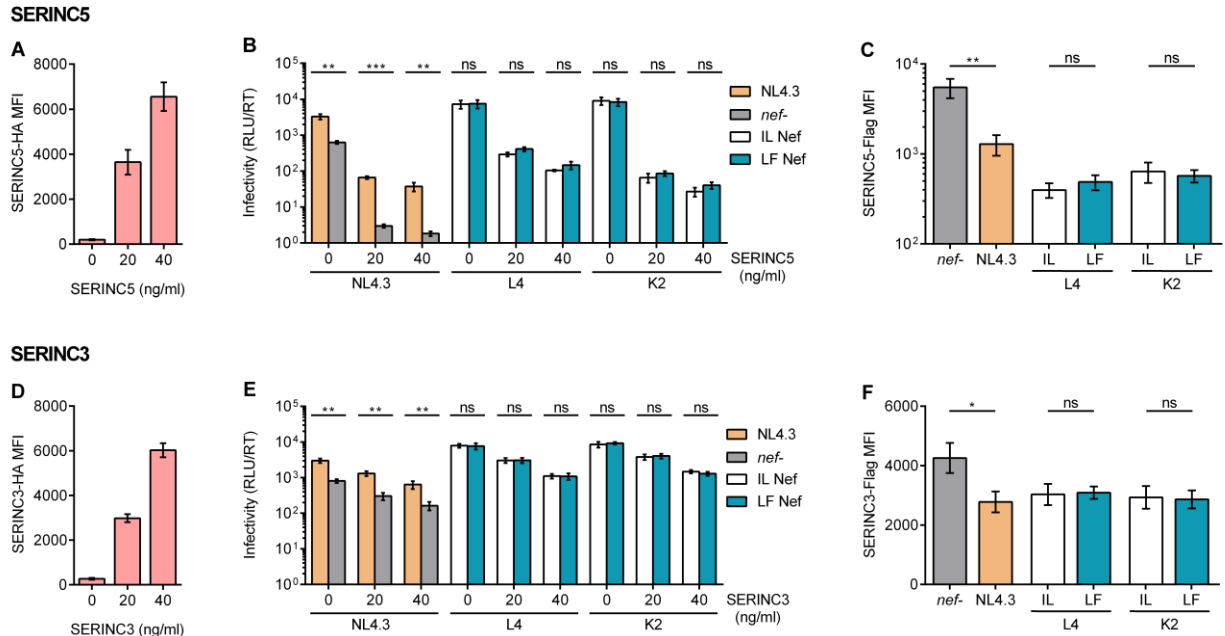 SERINC5
A
SERINC5-HA MFI
8000
6000
4000
2000
0
0 20 40
SERINC5 (ng/ml)
B
Infectivity (RLU/RT)
10^5
10^4
10^3
10^2
10^1
10^0
** *** ** ns ns ns ns ns ns
NL4.3
nef-
IL Nef
LF Nef
0 20 40 0 20 40 0 20 40 SERINC5
(ng/ml)
NL4.3 L4 K2
C
SERINC5-Flag MFI
10^4
10^3
10^2
** ns ns
nef- NL4.3 IL LF IL LF
L4 K2
SERINC3
D
SERINC3-HA MFI
8000
6000
4000
2000
0
0 20 40
SERINC3 (ng/ml)
E
Infectivity (RLU/RT)
10^5
10^4
10^3
10^2
10^1
10^0
** ** ** ns ns ns ns ns ns
NL4.3
nef-
IL Nef
LF Nef
0 20 40 0 20 40 0 20 40 SERINC3
(ng/ml)
NL4.3 L4 K2
F
SERINC3-Flag MFI
6000
4000
2000
0
* ns ns
nef- NL4.3 IL LF IL LF
L4 K2